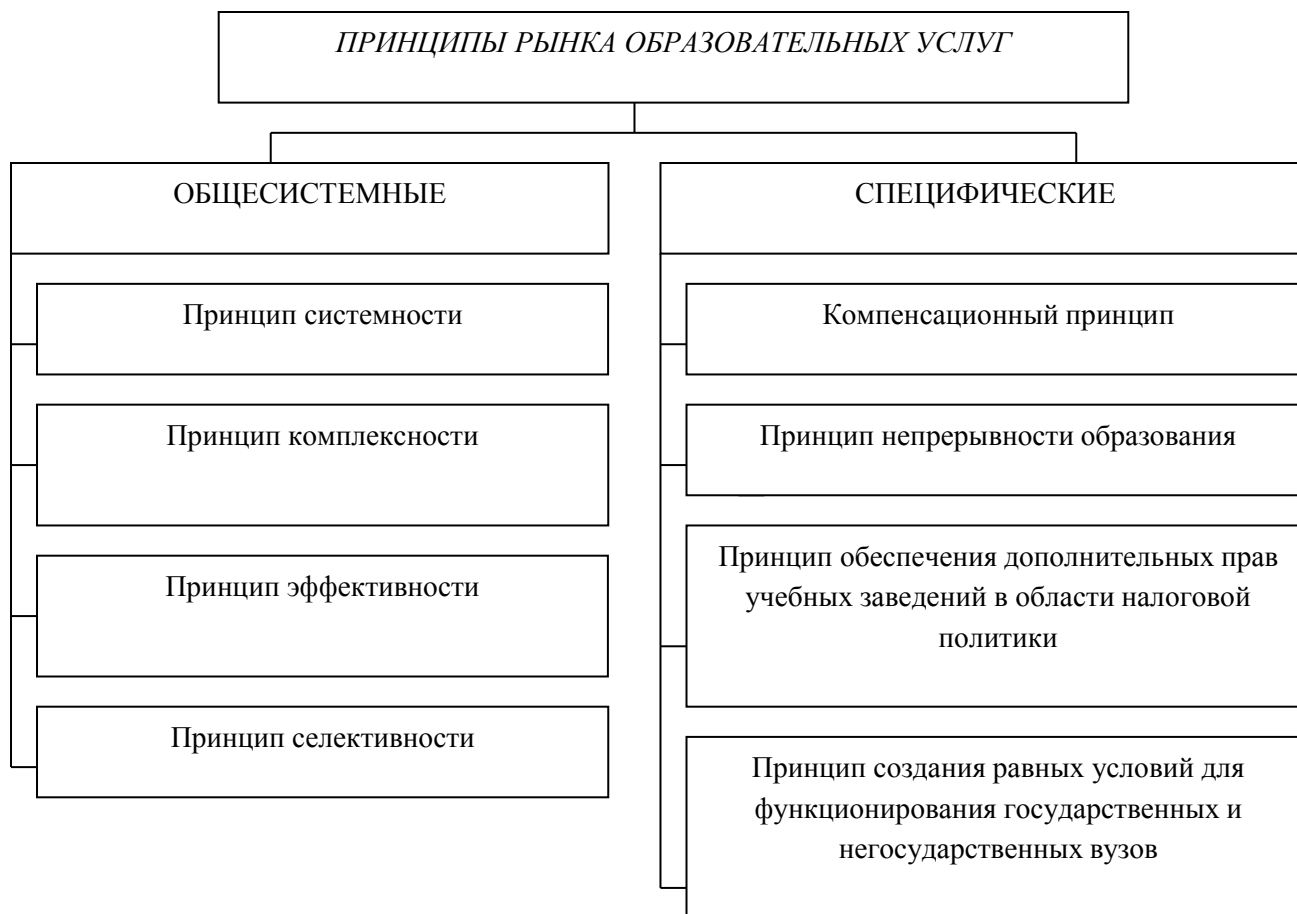 ПРИНЦИПЫ РЫНКА ОБРАЗОВАТЕЛЬНЫХ УСЛУГ
ОБЩЕСИСТЕМНЫЕ
Принцип системности
Принцип комплексности
Принцип эффективности
Принцип селективности
СПЕЦИФИЧЕСКИЕ
Компенсационный принцип
Принцип непрерывности образования
Принцип обеспечения дополнительных прав
учебных заведений в области налоговой
политики
Принцип создания равных условий для
функционирования государственных и
негосударственных вузов